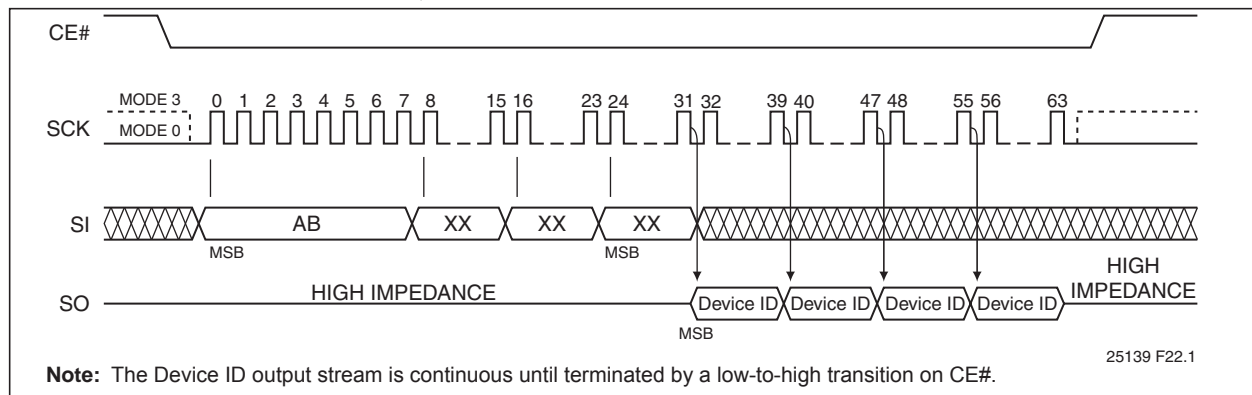 CE#
MODE 3
0 1 2 3 4 5 6 7 8 15 16 23 24 31 32 39 40 47 48 55 56 63
SCK
MODE 0
SI
AB XX XX XX
MSB MSB
HIGH IMPEDANCE
HIGH IMPEDANCE
SO
Device ID Device ID Device ID Device ID
MSB
25139 F22.1
Note: The Device ID output stream is continuous until terminated by a low-to-high transition on CE#.